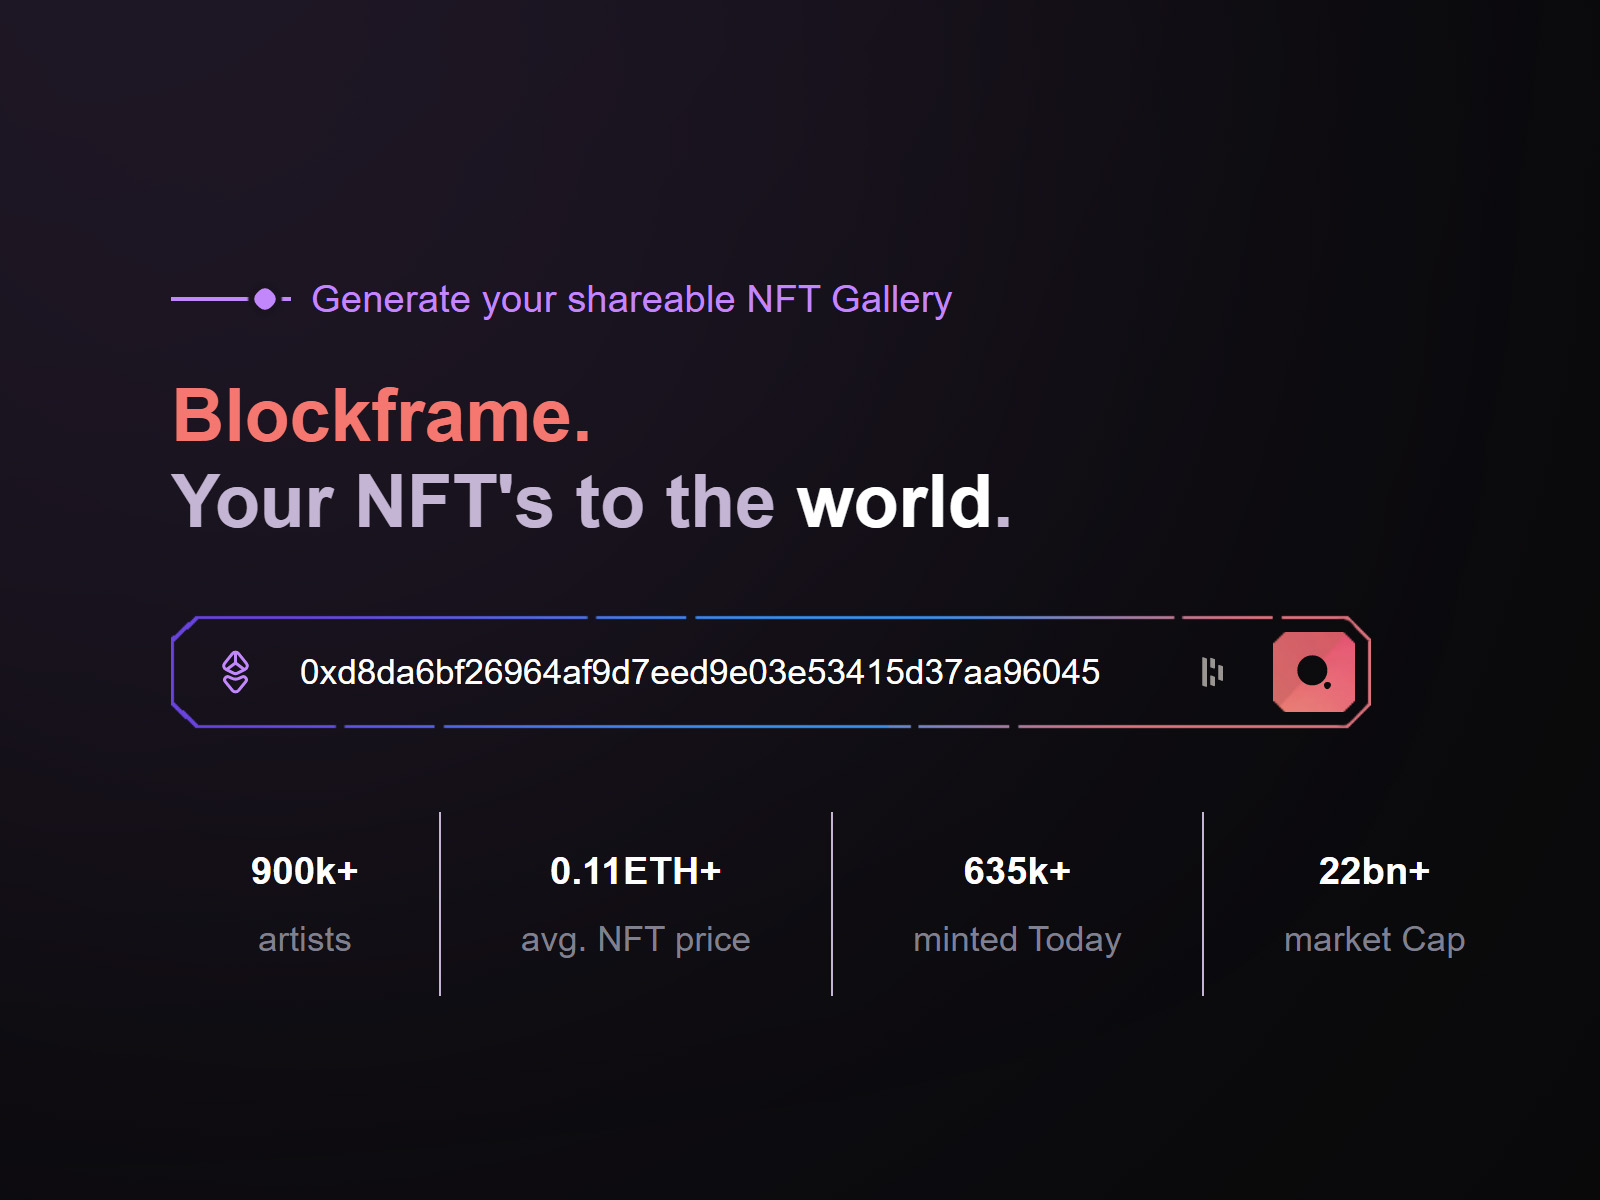 Generate your shareable NFT Gallery
Blockframe.
Your NFT's to the world.
0xd8da6bf26964af9d7eed9e03e53415d37aa96045
900k+ 0.11ETH+ 635k+ 22bn+
artists avg. NFT price minted Today market Cap